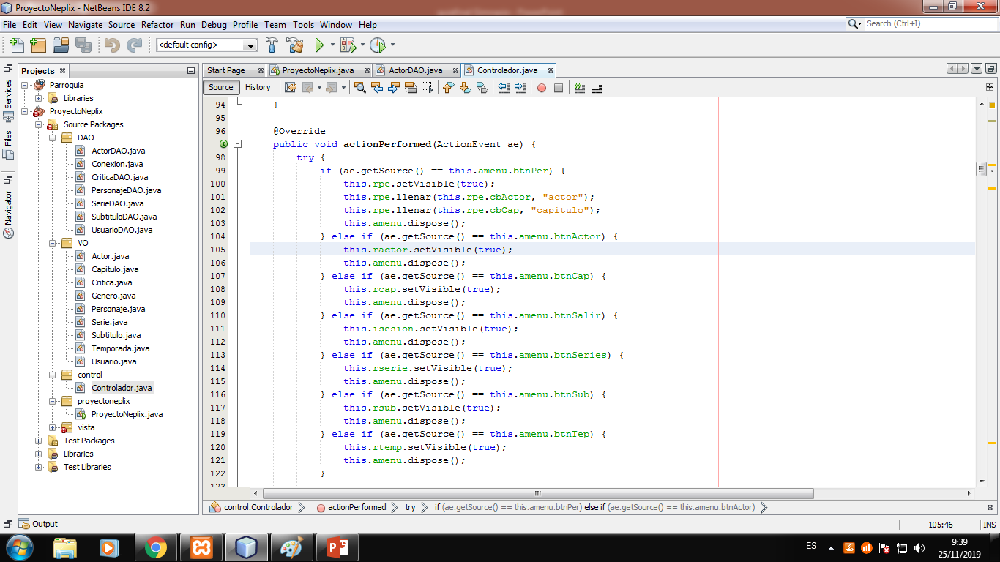 ProyectoNeplix - NetBeans IDE 8.2
File Edit View Navigate Source Refactor Run Debug Profile Team Tools Window Help
Search (Ctrl+I)
<default config>
Services
Files
Navigator
Projects
Parroquia
Libraries
ProyectoNeplix
Source Packages
DAO
ActorDAO.java
Conexion.java
CriticaDAO.java
PersonajeDAO.java
SerieDAO.java
SubtituloDAO.java
UsuarioDAO.java
VO
Actor.java
Capitulo.java
Critica.java
Genero.java
Personaje.java
Serie.java
Subtitulo.java
Temporada.java
Usuario.java
control
Controlador.java
proyectoneplix
ProyectoNeplix.java
vista
Test Packages
Libraries
Test Libraries
Start Page ProyectoNeplix.java ActorDAO.java Controlador.java
Source History
94 }
95
96 @Override
public void actionPerformed(ActionEvent ae) {
98 try {
99 if (ae.getSource() == this.amenu.btnPer) {
100 this.rpe.setVisible(true);
101 this.rpe.llenar(this.rpe.cbActor, "actor");
102 this.rpe.llenar(this.rpe.cbCap, "capitulo");
103 this.amenu.dispose();
104 } else if (ae.getSource() == this.amenu.btnActor) {
105 this.ractor.setVisible(true);
106 this.amenu.dispose();
107 } else if (ae.getSource() == this.amenu.btnCap) {
108 this.rcap.setVisible(true);
109 this.amenu.dispose();
110 } else if (ae.getSource() == this.amenu.btnSalir) {
111 this.isesion.setVisible(true);
112 this.amenu.dispose();
113 } else if (ae.getSource() == this.amenu.btnSeries) {
114 this.rserie.setVisible(true);
115 this.amenu.dispose();
116 } else if (ae.getSource() == this.amenu.btnSub) {
117 this.rsub.setVisible(true);
118 this.amenu.dispose();
119 } else if (ae.getSource() == this.amenu.btnTep) {
120 this.rtemp.setVisible(true);
121 this.amenu.dispose();
122 }
123
control.Controlador actionPerformed try if (ae.getSource() == this.amenu.btnPer) else if (ae.getSource() == this.amenu.btnActor)
Output
105:46 INS
ES
9:39
25/11/2019